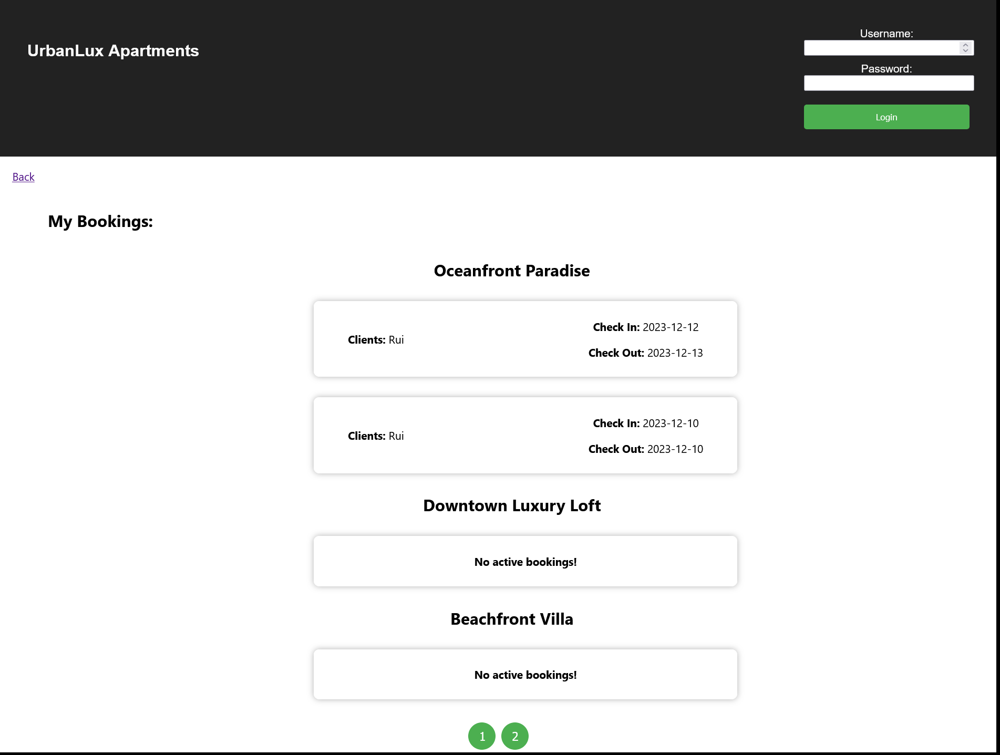 UrbanLux Apartments
Username:
Password:
Login
Back
My Bookings:
Oceanfront Paradise
Clients: Rui
Check In: 2023-12-12
Check Out: 2023-12-13
Clients: Rui
Check In: 2023-12-10
Check Out: 2023-12-10
Downtown Luxury Loft
No active bookings!
Beachfront Villa
No active bookings!
1 2